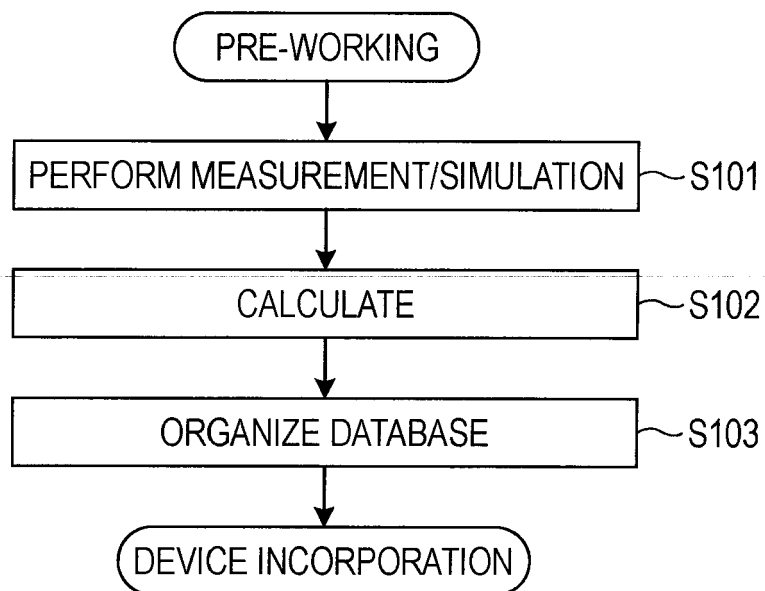 PRE-WORKING
PERFORM MEASUREMENT/SIMULATION S101
CALCULATE S102
ORGANIZE DATABASE S103
DEVICE INCORPORATION